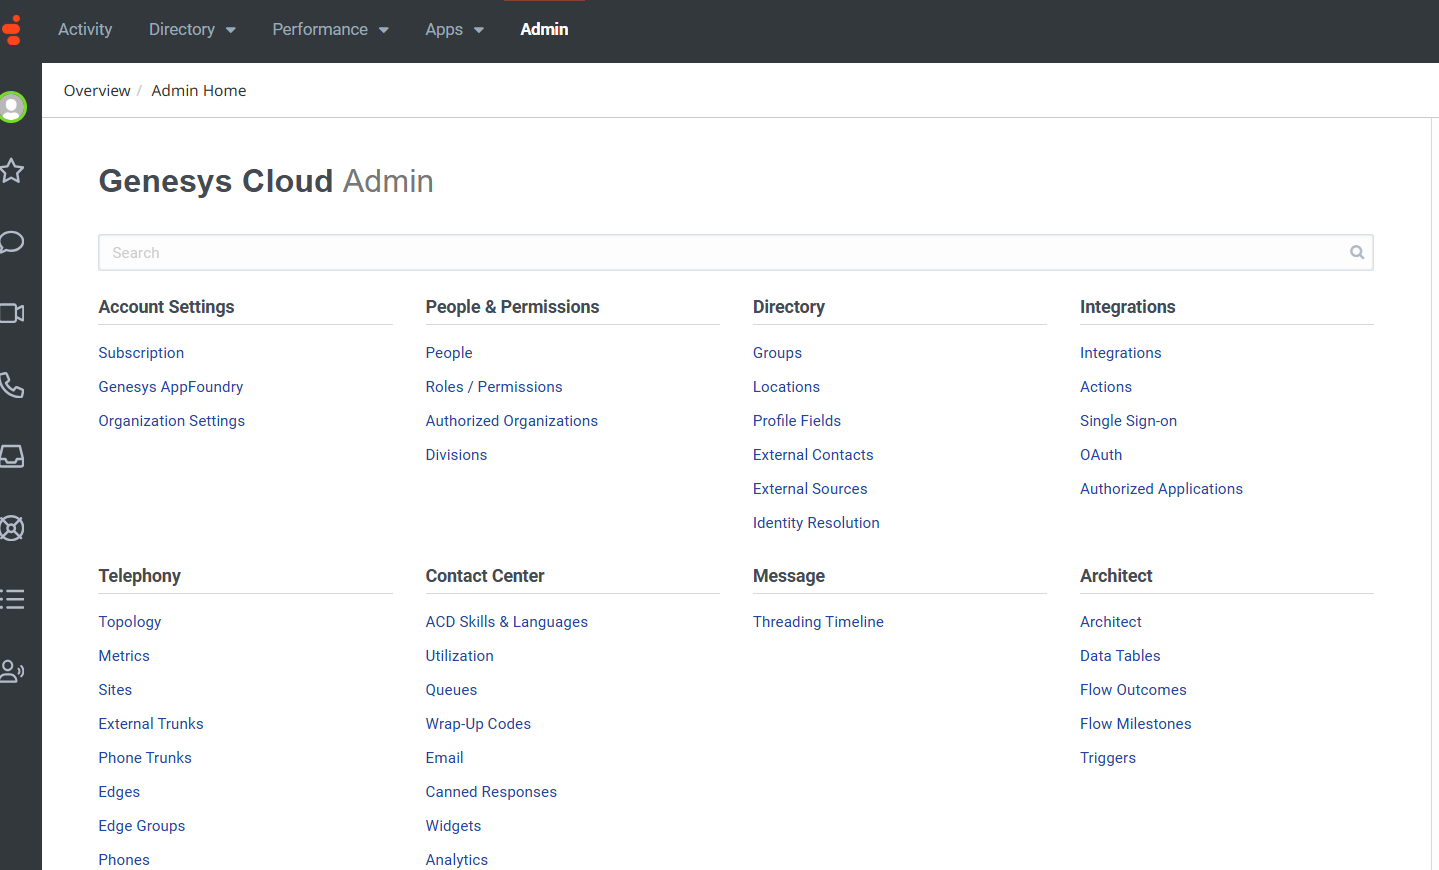 Activity Directory Performance Apps Admin
Overview / Admin Home
Genesys Cloud Admin
Search
Account Settings
Subscription
Genesys AppFoundry
Organization Settings
People & Permissions
People
Roles / Permissions
Authorized Organizations
Divisions
Directory
Groups
Locations
Profile Fields
External Contacts
External Sources
Identity Resolution
Integrations
Integrations
Actions
Single Sign-on
OAuth
Authorized Applications
Telephony
Topology
Metrics
Sites
External Trunks
Phone Trunks
Edges
Edge Groups
Phones
Contact Center
ACD Skills & Languages
Utilization
Queues
Wrap-Up Codes
Email
Canned Responses
Widgets
Analytics
Message
Threading Timeline
Architect
Architect
Data Tables
Flow Outcomes
Flow Milestones
Triggers